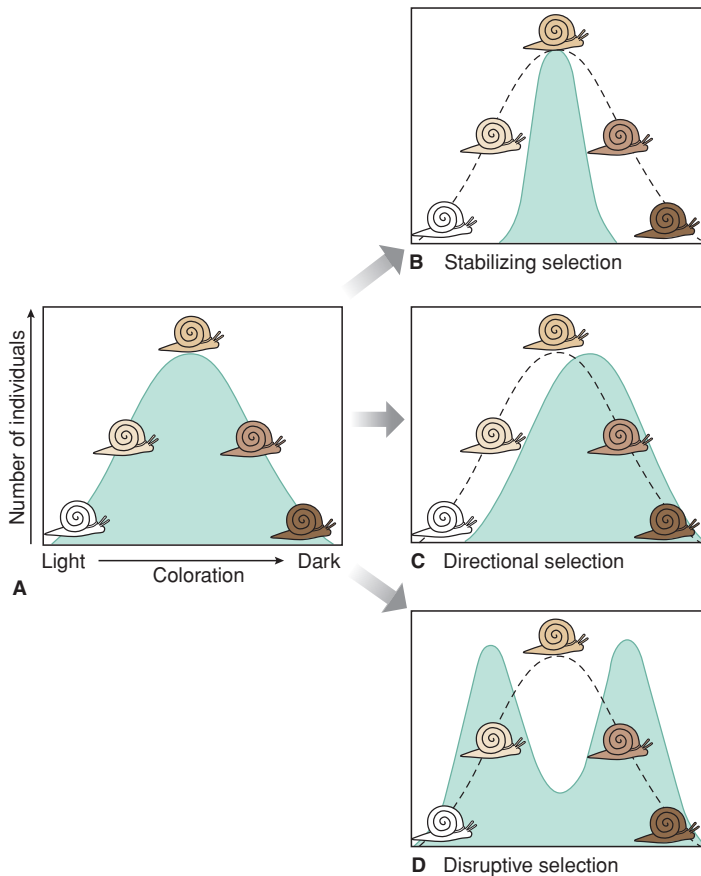 B Stabilizing selection
Number of individuals
Light
Dark
Coloration
A
C Directional selection
D Disruptive selection